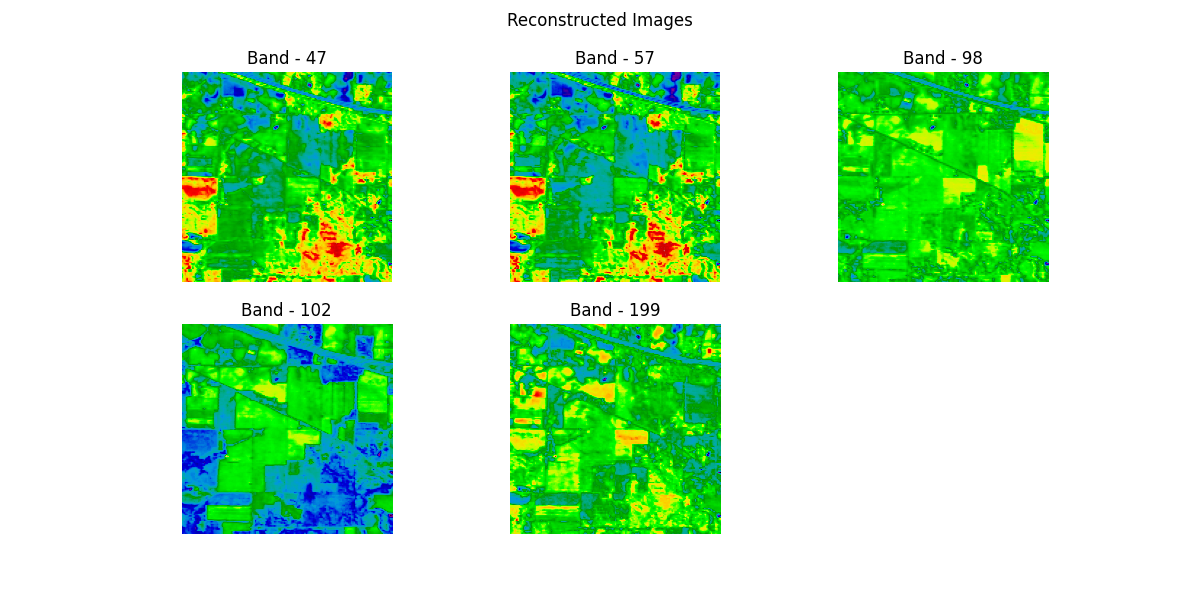 Reconstructed Images
Band - 47
Band - 57
Band - 98
Band - 102
Band - 199